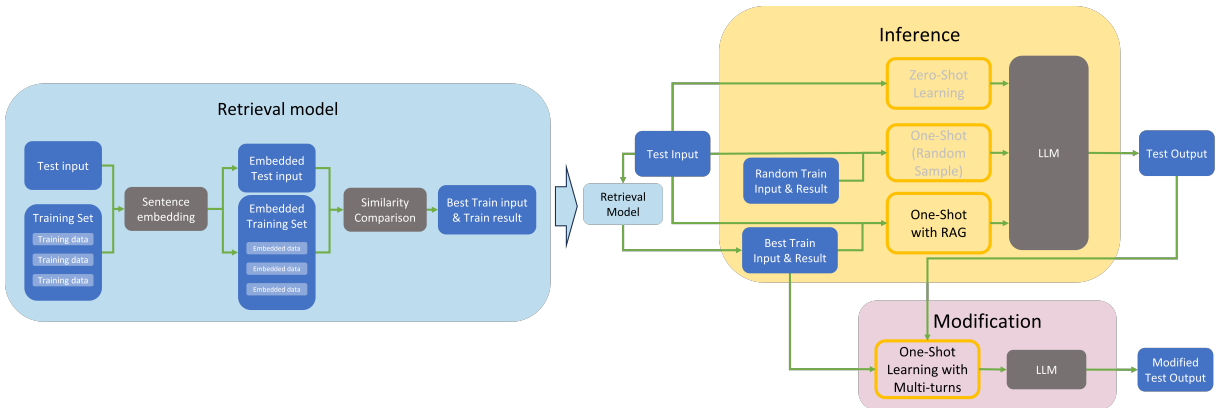 Retrieval model
Test input
Training Set
Training data
Training data
Training data
Sentence
embedding
Embedded
Test input
Embedded
Training Set
Embedded data
Embedded data
Embedded data
Similarity
Comparison
Best Train input
& Train result
Inference
Test Input
Retrieval
Model
Random Train
Input & Result
Best Train
Input & Result
Zero-Shot
Learning
One-Shot
(Random
Sample)
One-Shot
with RAG
LLM
Test Output
Modification
One-Shot
Learning with
Multi-turns
LLM
Modified
Test Output